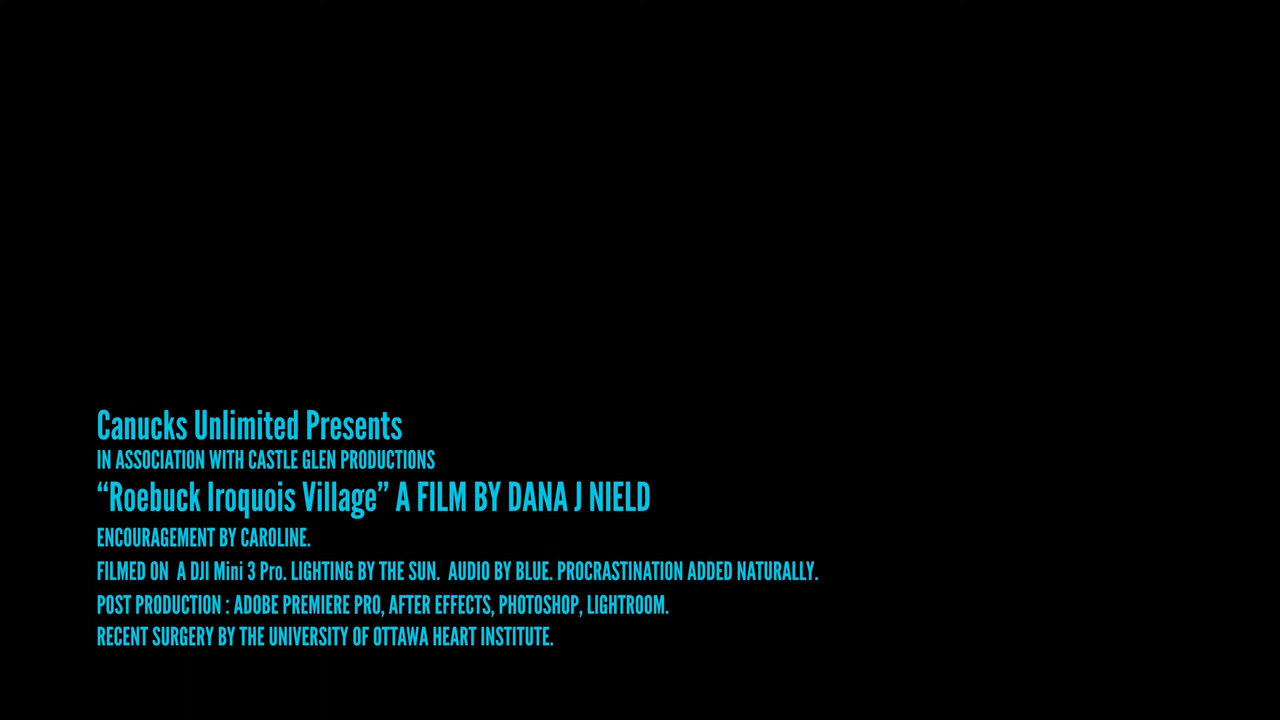 Canucks Unlimited Presents
IN ASSOCIATION WITH CASTLE GLEN PRODUCTIONS
“Roebuck Iroquois Village” A FILM BY DANA J NIELD
ENCOURAGEMENT BY CAROLINE.
FILMED ON  A DJI Mini 3 Pro. LIGHTING BY THE SUN.  AUDIO BY BLUE. PROCRASTINATION ADDED NATURALLY.
POST PRODUCTION : ADOBE PREMIERE PRO, AFTER EFFECTS, PHOTOSHOP, LIGHTROOM.
RECENT SURGERY BY THE UNIVERSITY OF OTTAWA HEART INSTITUTE.